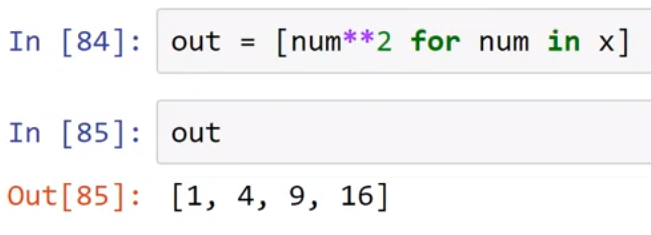 In [84]: out = [num**2 for num in x]
In [85]: out
Out[85]: [1, 4, 9, 16]